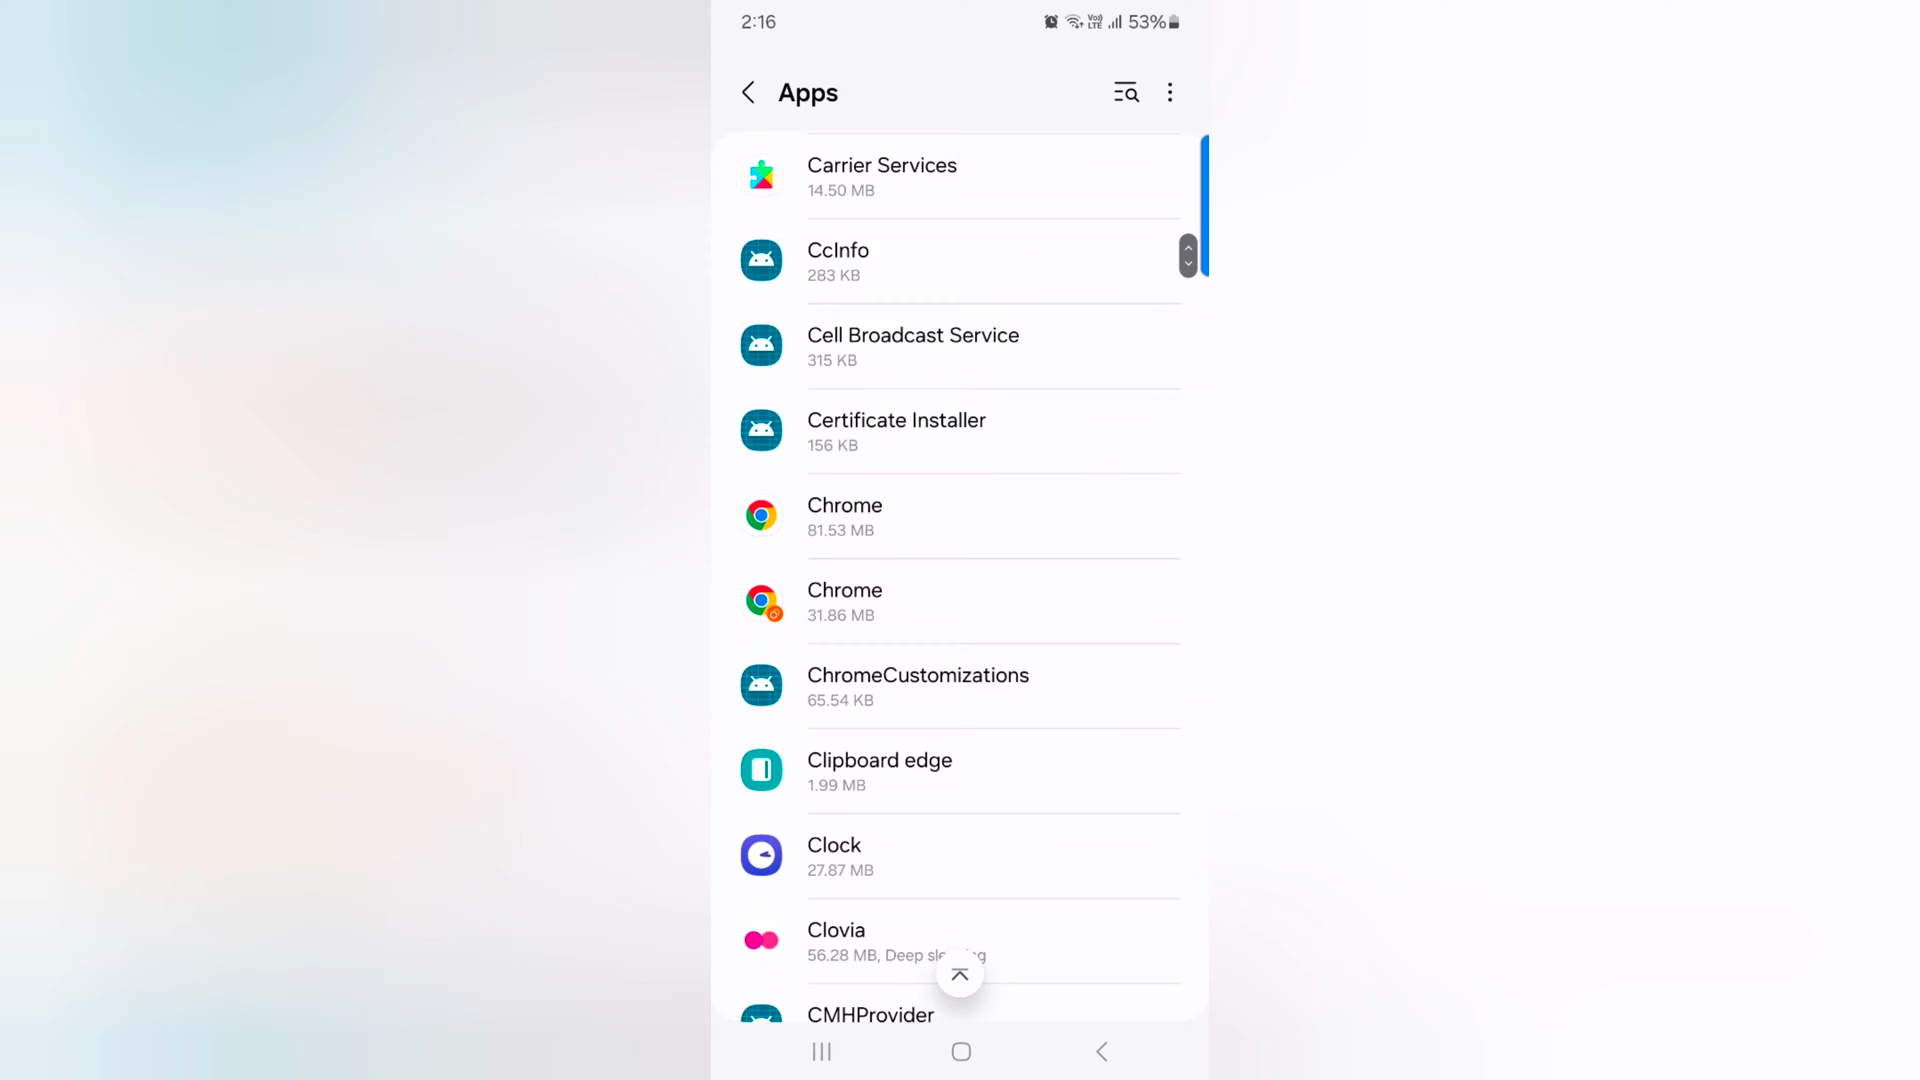 2:16
Vo)) LTE 53%
Apps
Carrier Services
14.50 MB
CcInfo
283 KB
Cell Broadcast Service
315 KB
Certificate Installer
156 KB
Chrome
81.53 MB
Chrome
31.86 MB
ChromeCustomizations
65.54 KB
Clipboard edge
1.99 MB
Clock
27.87 MB
Clovia
56.28 MB, Deep
CMHProvider